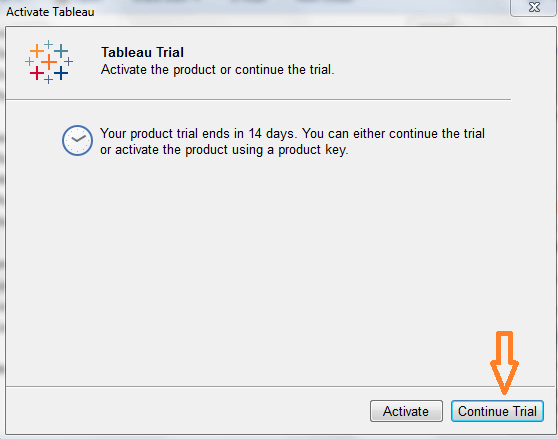 Activate Tableau
Tableau Trial
Activate the product or continue the trial.
Your product trial ends in 14 days. You can either continue the trial
or activate the product using a product key.
Activate
Continue Trial